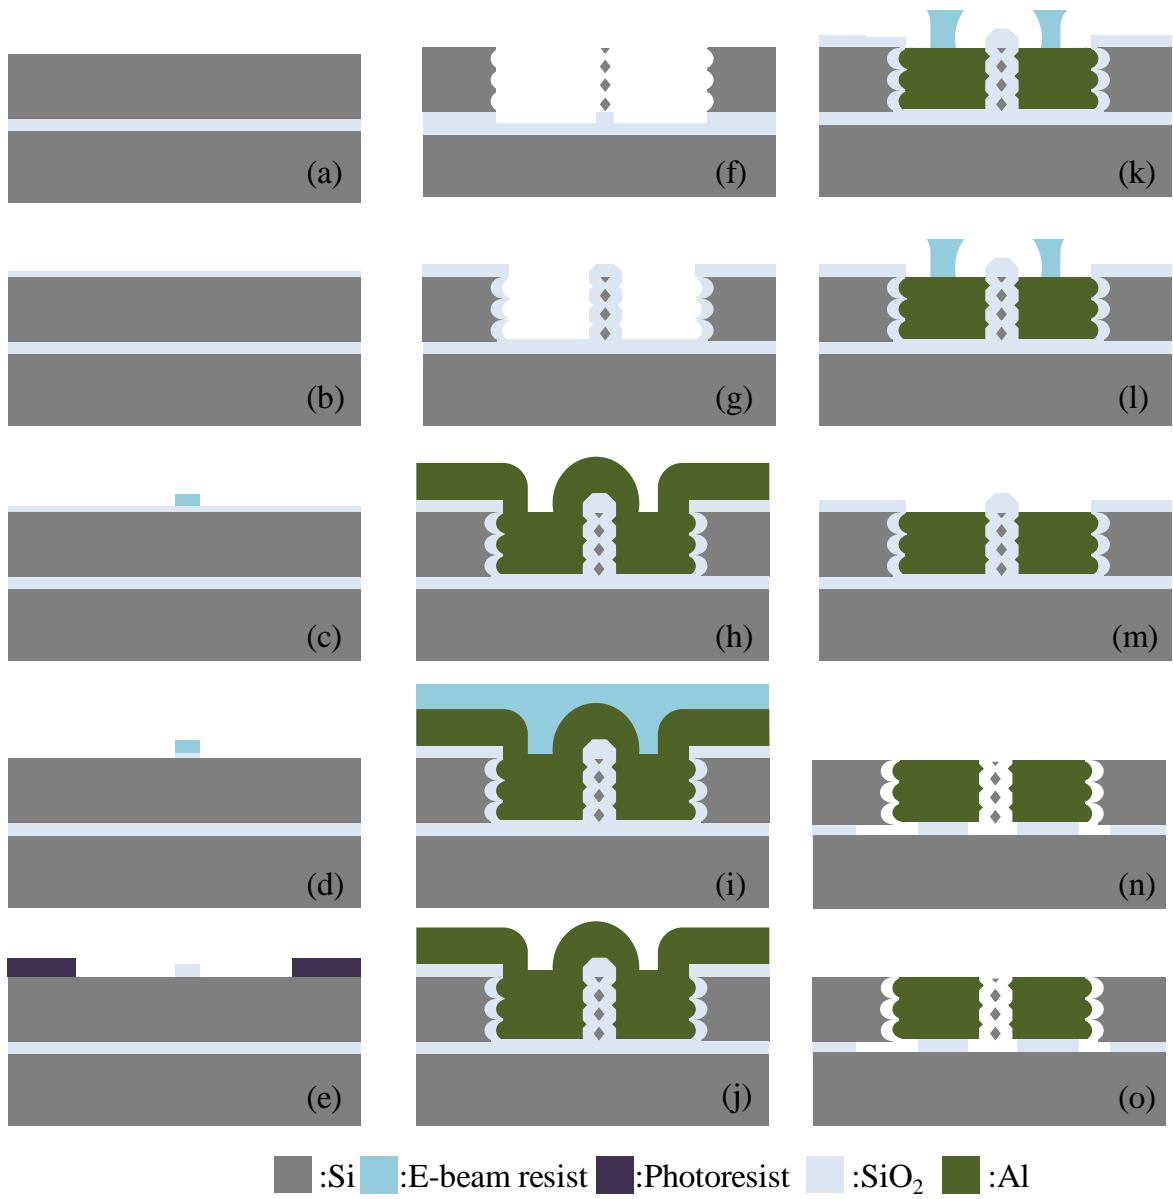 (a)
(b)
(c)
(d)
(e)
(f)
(g)
(h)
(i)
(j)
(k)
(l)
(m)
(n)
(o)
:Si :E-beam resist :Photoresist :SiO₂ :Al